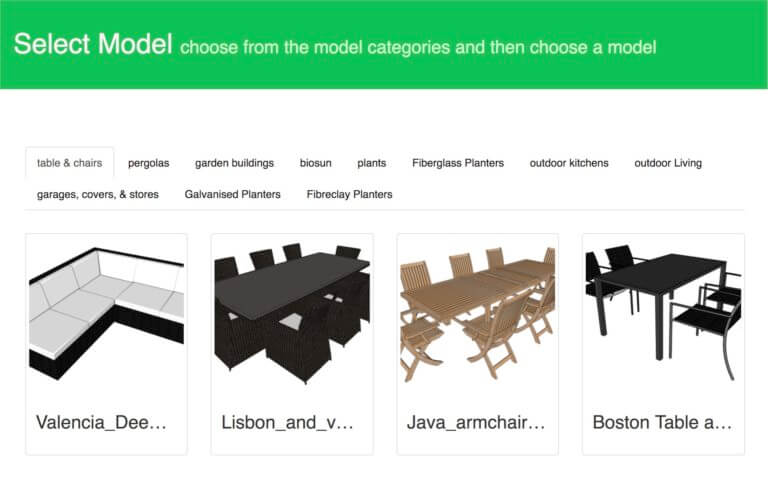 Select Model choose from the model categories and then choose a model
table & chairs pergolas garden buildings biosun plants Fiberglass Planters outdoor kitchens outdoor Living
garages, covers, & stores Galvanised Planters Fibreclay Planters
Valencia_Dee... Lisbon_and_v... Java_armchair... Boston Table a...